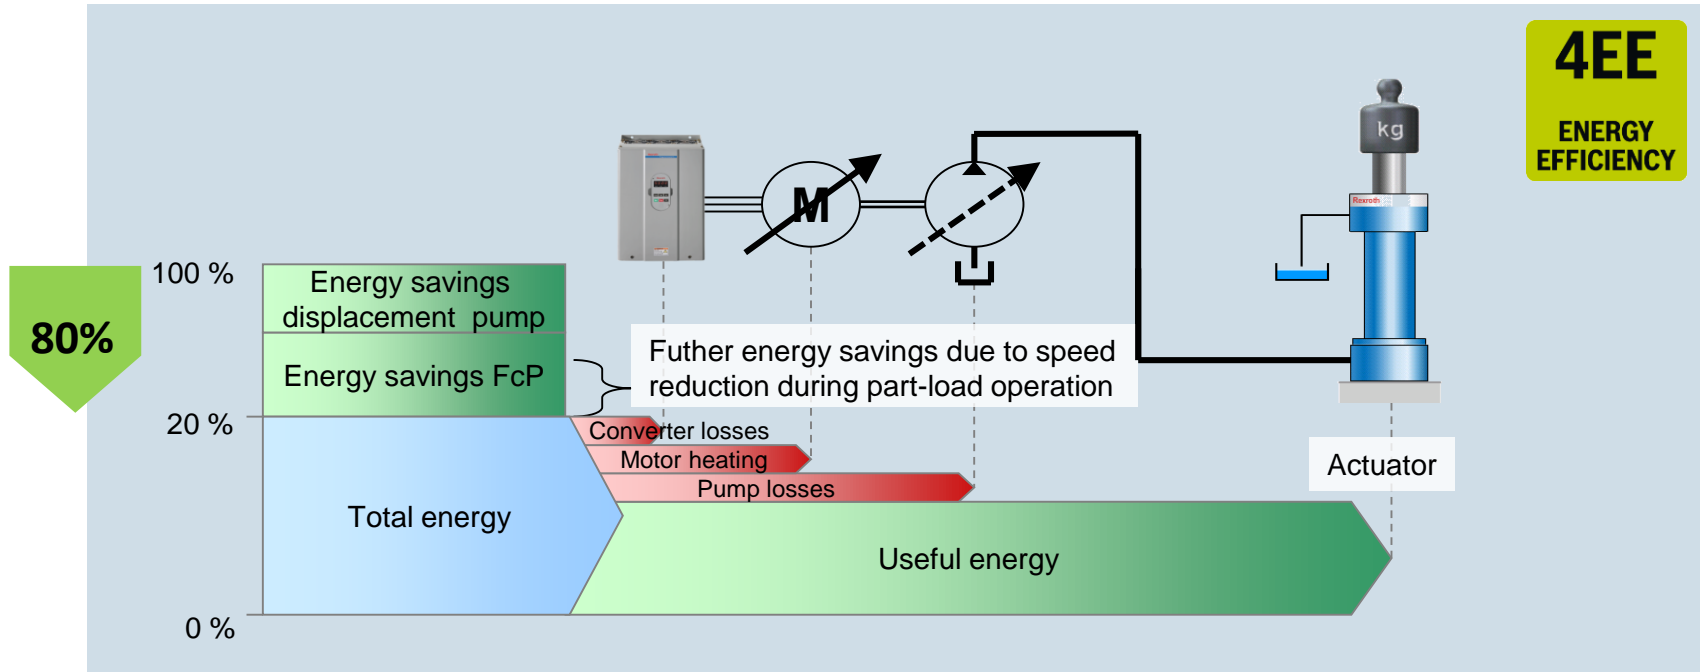 4EE
ENERGY
EFFICIENCY
kg
Rexroth
M
100 %
80%
20 %
0 %
Energy savings
displacement pump
Energy savings FcP
Futher energy savings due to speed
reduction during part-load operation
Converter losses
Motor heating
Pump losses
Total energy
Useful energy
Actuator